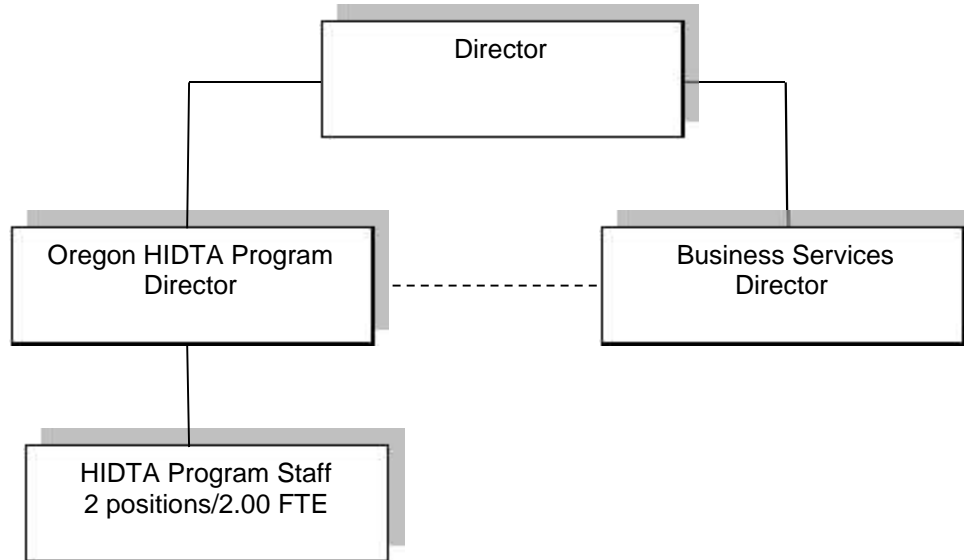 Director
Oregon HIDTA Program
Director
Business Services
Director
HIDTA Program Staff
2 positions/2.00 FTE